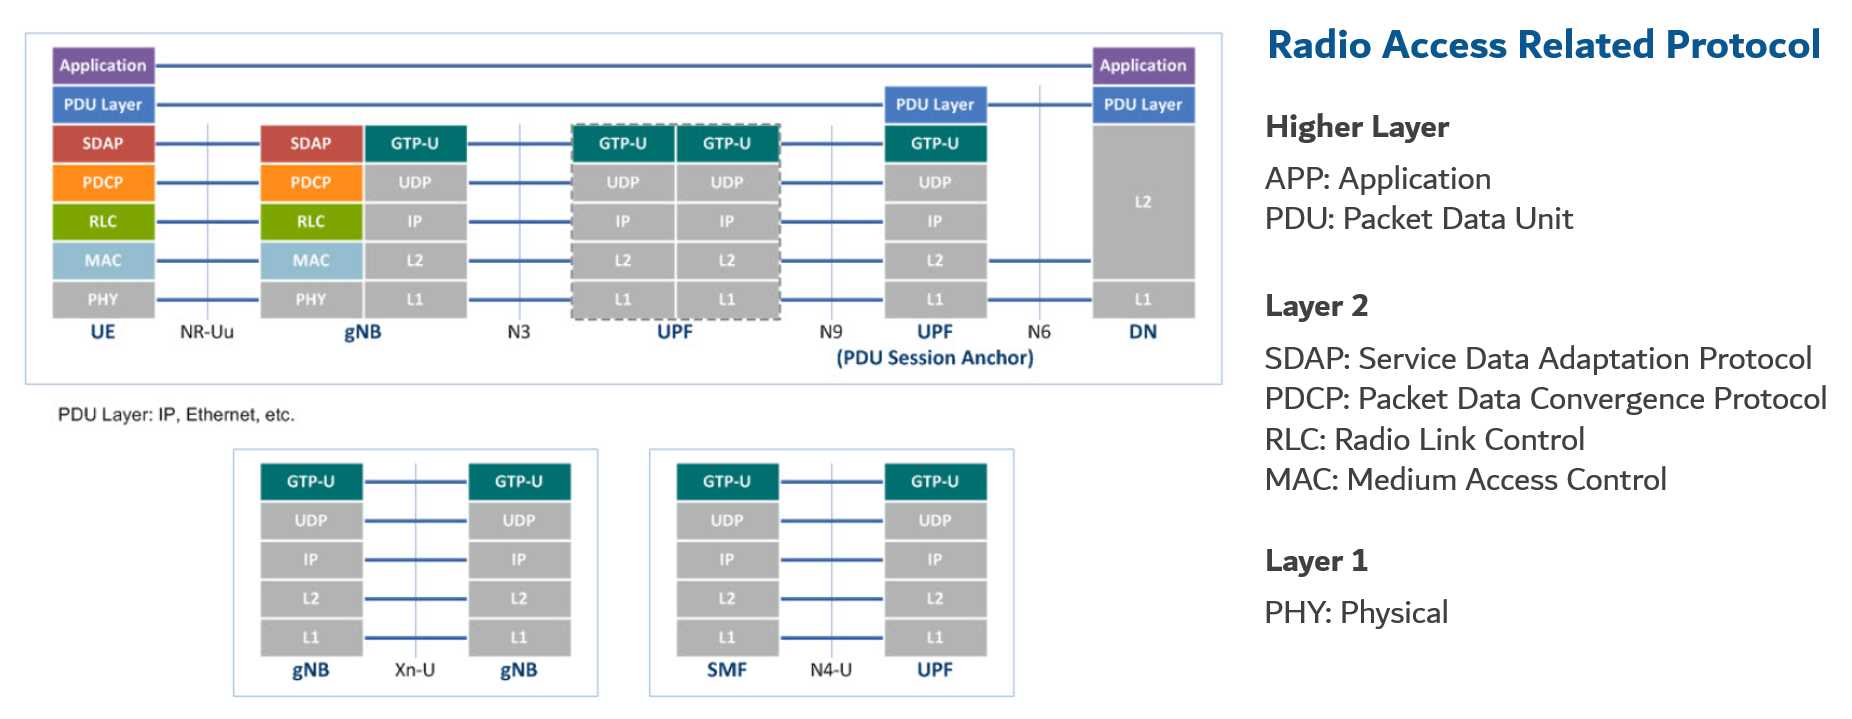 Radio Access Related Protocol
Application Application
PDU Layer PDU Layer PDU Layer
SDAP SDAP GTP-U GTP-U GTP-U GTP-U
PDCP PDCP UDP UDP UDP UDP
L2
RLC RLC IP IP IP IP
MAC MAC L2 L2 L2 L2
PHY PHY L1 L1 L1 L1 L1
UE NR-Uu gNB N3 UPF N9 UPF N6 DN
(PDU Session Anchor)
PDU Layer: IP, Ethernet, etc.
GTP-U GTP-U
UDP UDP
IP IP
L2 L2
L1 L1
gNB Xn-U gNB
GTP-U GTP-U
UDP UDP
IP IP
L2 L2
L1 L1
SMF N4-U UPF
Higher Layer
APP: Application
PDU: Packet Data Unit
Layer 2
SDAP: Service Data Adaptation Protocol
PDCP: Packet Data Convergence Protocol
RLC: Radio Link Control
MAC: Medium Access Control
Layer 1
PHY: Physical